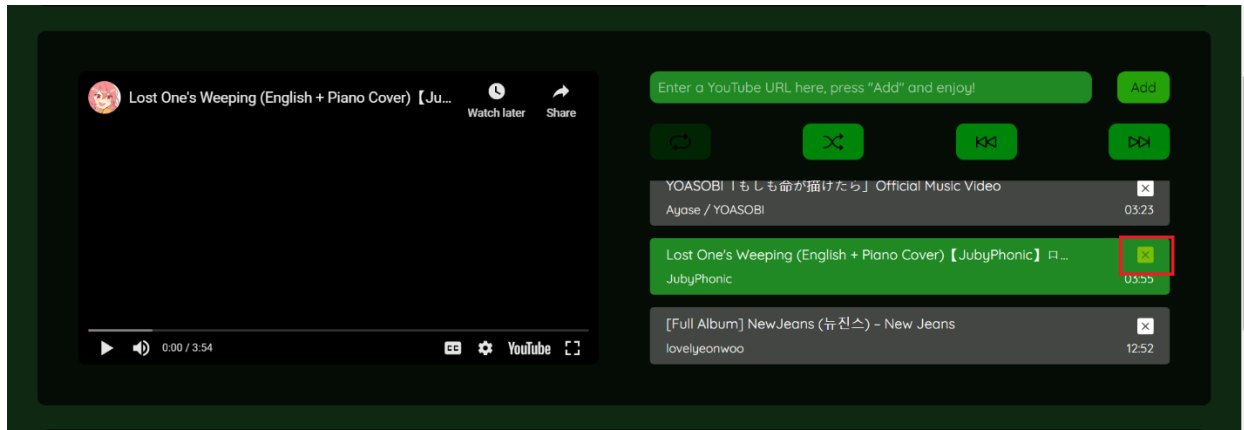 Lost One's Weeping (English + Piano Cover)【Ju...
Watch later
Share
0:00 / 3:54
CC
YouTube
Enter a YouTube URL here, press "Add" and enjoy!
Add
YOASOBI「もしも命が描けたら」Official Music Video
Ayase / YOASOBI
03:23
Lost One's Weeping (English + Piano Cover)【JubyPhonic】ロ...
JubyPhonic
03:55
[Full Album] NewJeans (뉴진스) – New Jeans
lovelyeonwoo
12:52